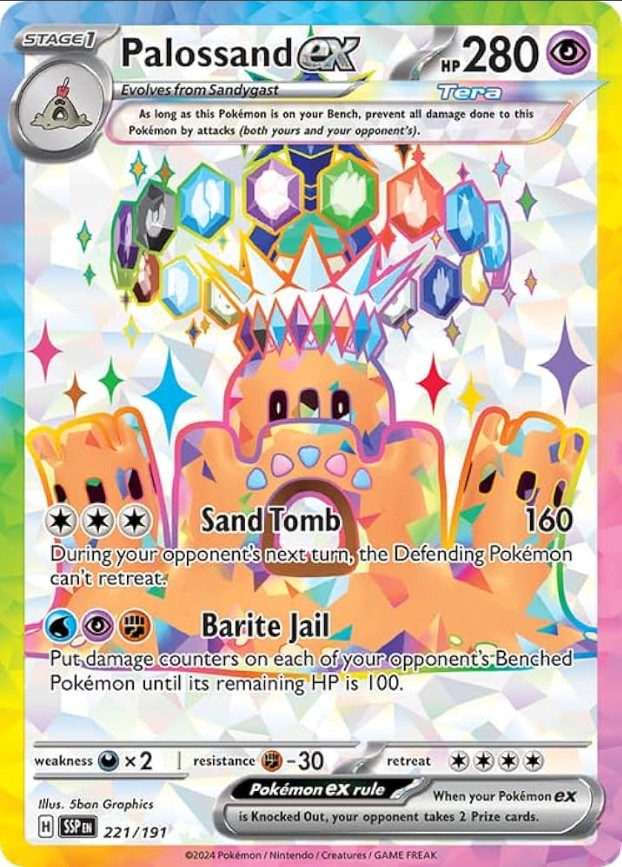 STAGE1
Palossand ex
HP 280
Evolves from Sandygast
Tera
As long as this Pokémon is on your Bench, prevent all damage done to this
Pokémon by attacks (both yours and your opponent's).
Sand Tomb 160
During your opponent's next turn, the Defending Pokémon
can't retreat.
Barite Jail
Put damage counters on each of your opponent's Benched
Pokémon until its remaining HP is 100.
weakness ×2 resistance -30 retreat
Pokémon ex rule When your Pokémon ex
is Knocked Out, your opponent takes 2 Prize cards.
Illus. 5ban Graphics
H SSP EN 221/191
©2024 Pokémon / Nintendo / Creatures / GAME FREAK